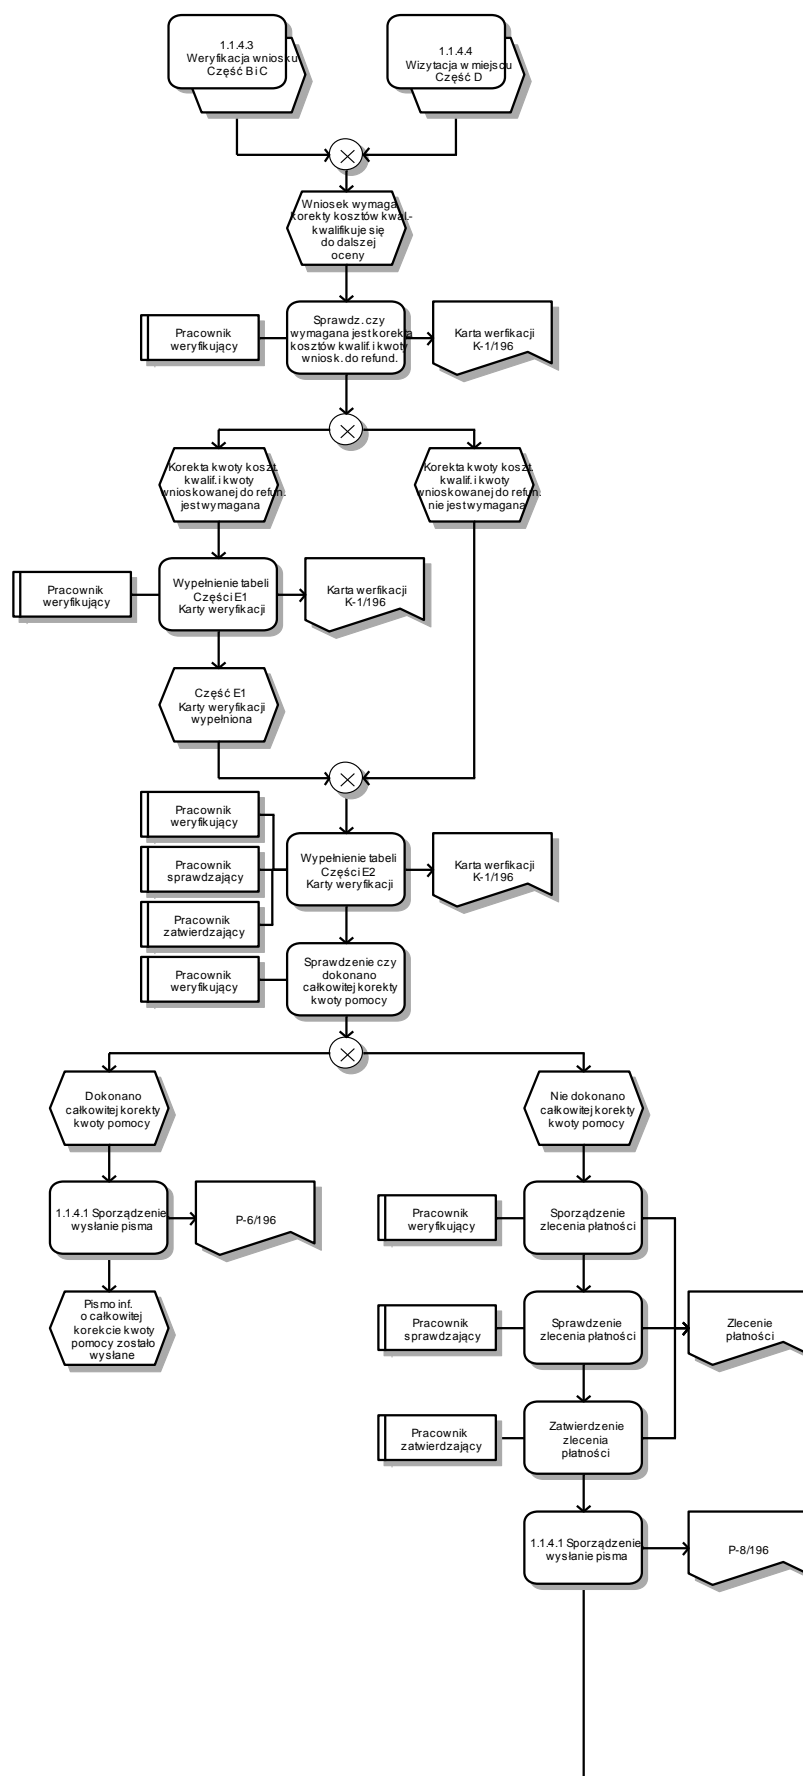 1.1.4.3
Weryfikacja wniosku
Część B i C
1.1.4.4
Wizytacja w miejscu
Część D
Wniosek wymaga
korekty kosztów kwal.-
kwalifikuje się
do dalszej
oceny
Pracownik
weryfikujący
Sprawdz. czy
wymagana jest korekta
kosztów kwalif. i kwoty
wniosk. do refund.
Karta werfikacji
K-1/196
Korekta kwoty koszt.
kwalif. i kwoty
wnioskowanej do refun.
jest wymagana
Korekta kwoty koszt.
kwalif. i kwoty
wnioskowanej do refun.
nie jest wymagana
Pracownik
weryfikujący
Wypełnienie tabeli
Części E1
Karty weryfikacji
Karta werfikacji
K-1/196
Część E1
Karty weryfikacji
wypełniona
Pracownik
weryfikujący
Pracownik
sprawdzający
Pracownik
zatwierdzający
Wypełnienie tabeli
Części E2
Karty weryfikacji
Karta werfikacji
K-1/196
Pracownik
weryfikujący
Sprawdzenie czy
dokonano
całkowitej korekty
kwoty pomocy
Dokonano
całkowitej korekty
kwoty pomocy
Nie dokonano
całkowitej korekty
kwoty pomocy
1.1.4.1 Sporządzenie
wysłanie pisma
P-6/196
Pracownik
weryfikujący
Sporządzenie
zlecenia płatności
Pismo inf.
o całkowitej
korekcie kwoty
pomocy zostało
wysłane
Pracownik
sprawdzający
Sprawdzenie
zlecenia płatności
Zlecenie
płatności
Pracownik
zatwierdzający
Zatwierdzenie
zlecenia
płatności
1.1.4.1 Sporządzenie
wysłanie pisma
P-8/196